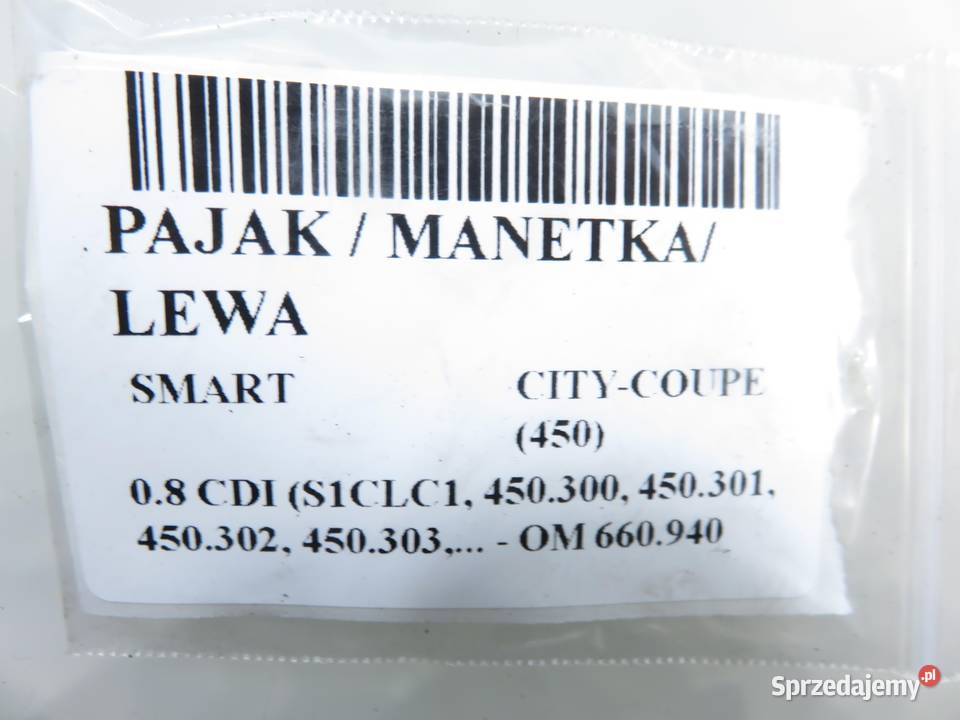 PAJAK / MANETKA/
LEWA
SMART CITY-COUPE
(450)
0.8 CDI (S1CLC1, 450.300, 450.301,
450.302, 450.303,... - OM 660.940
Sprzedajemy.pl